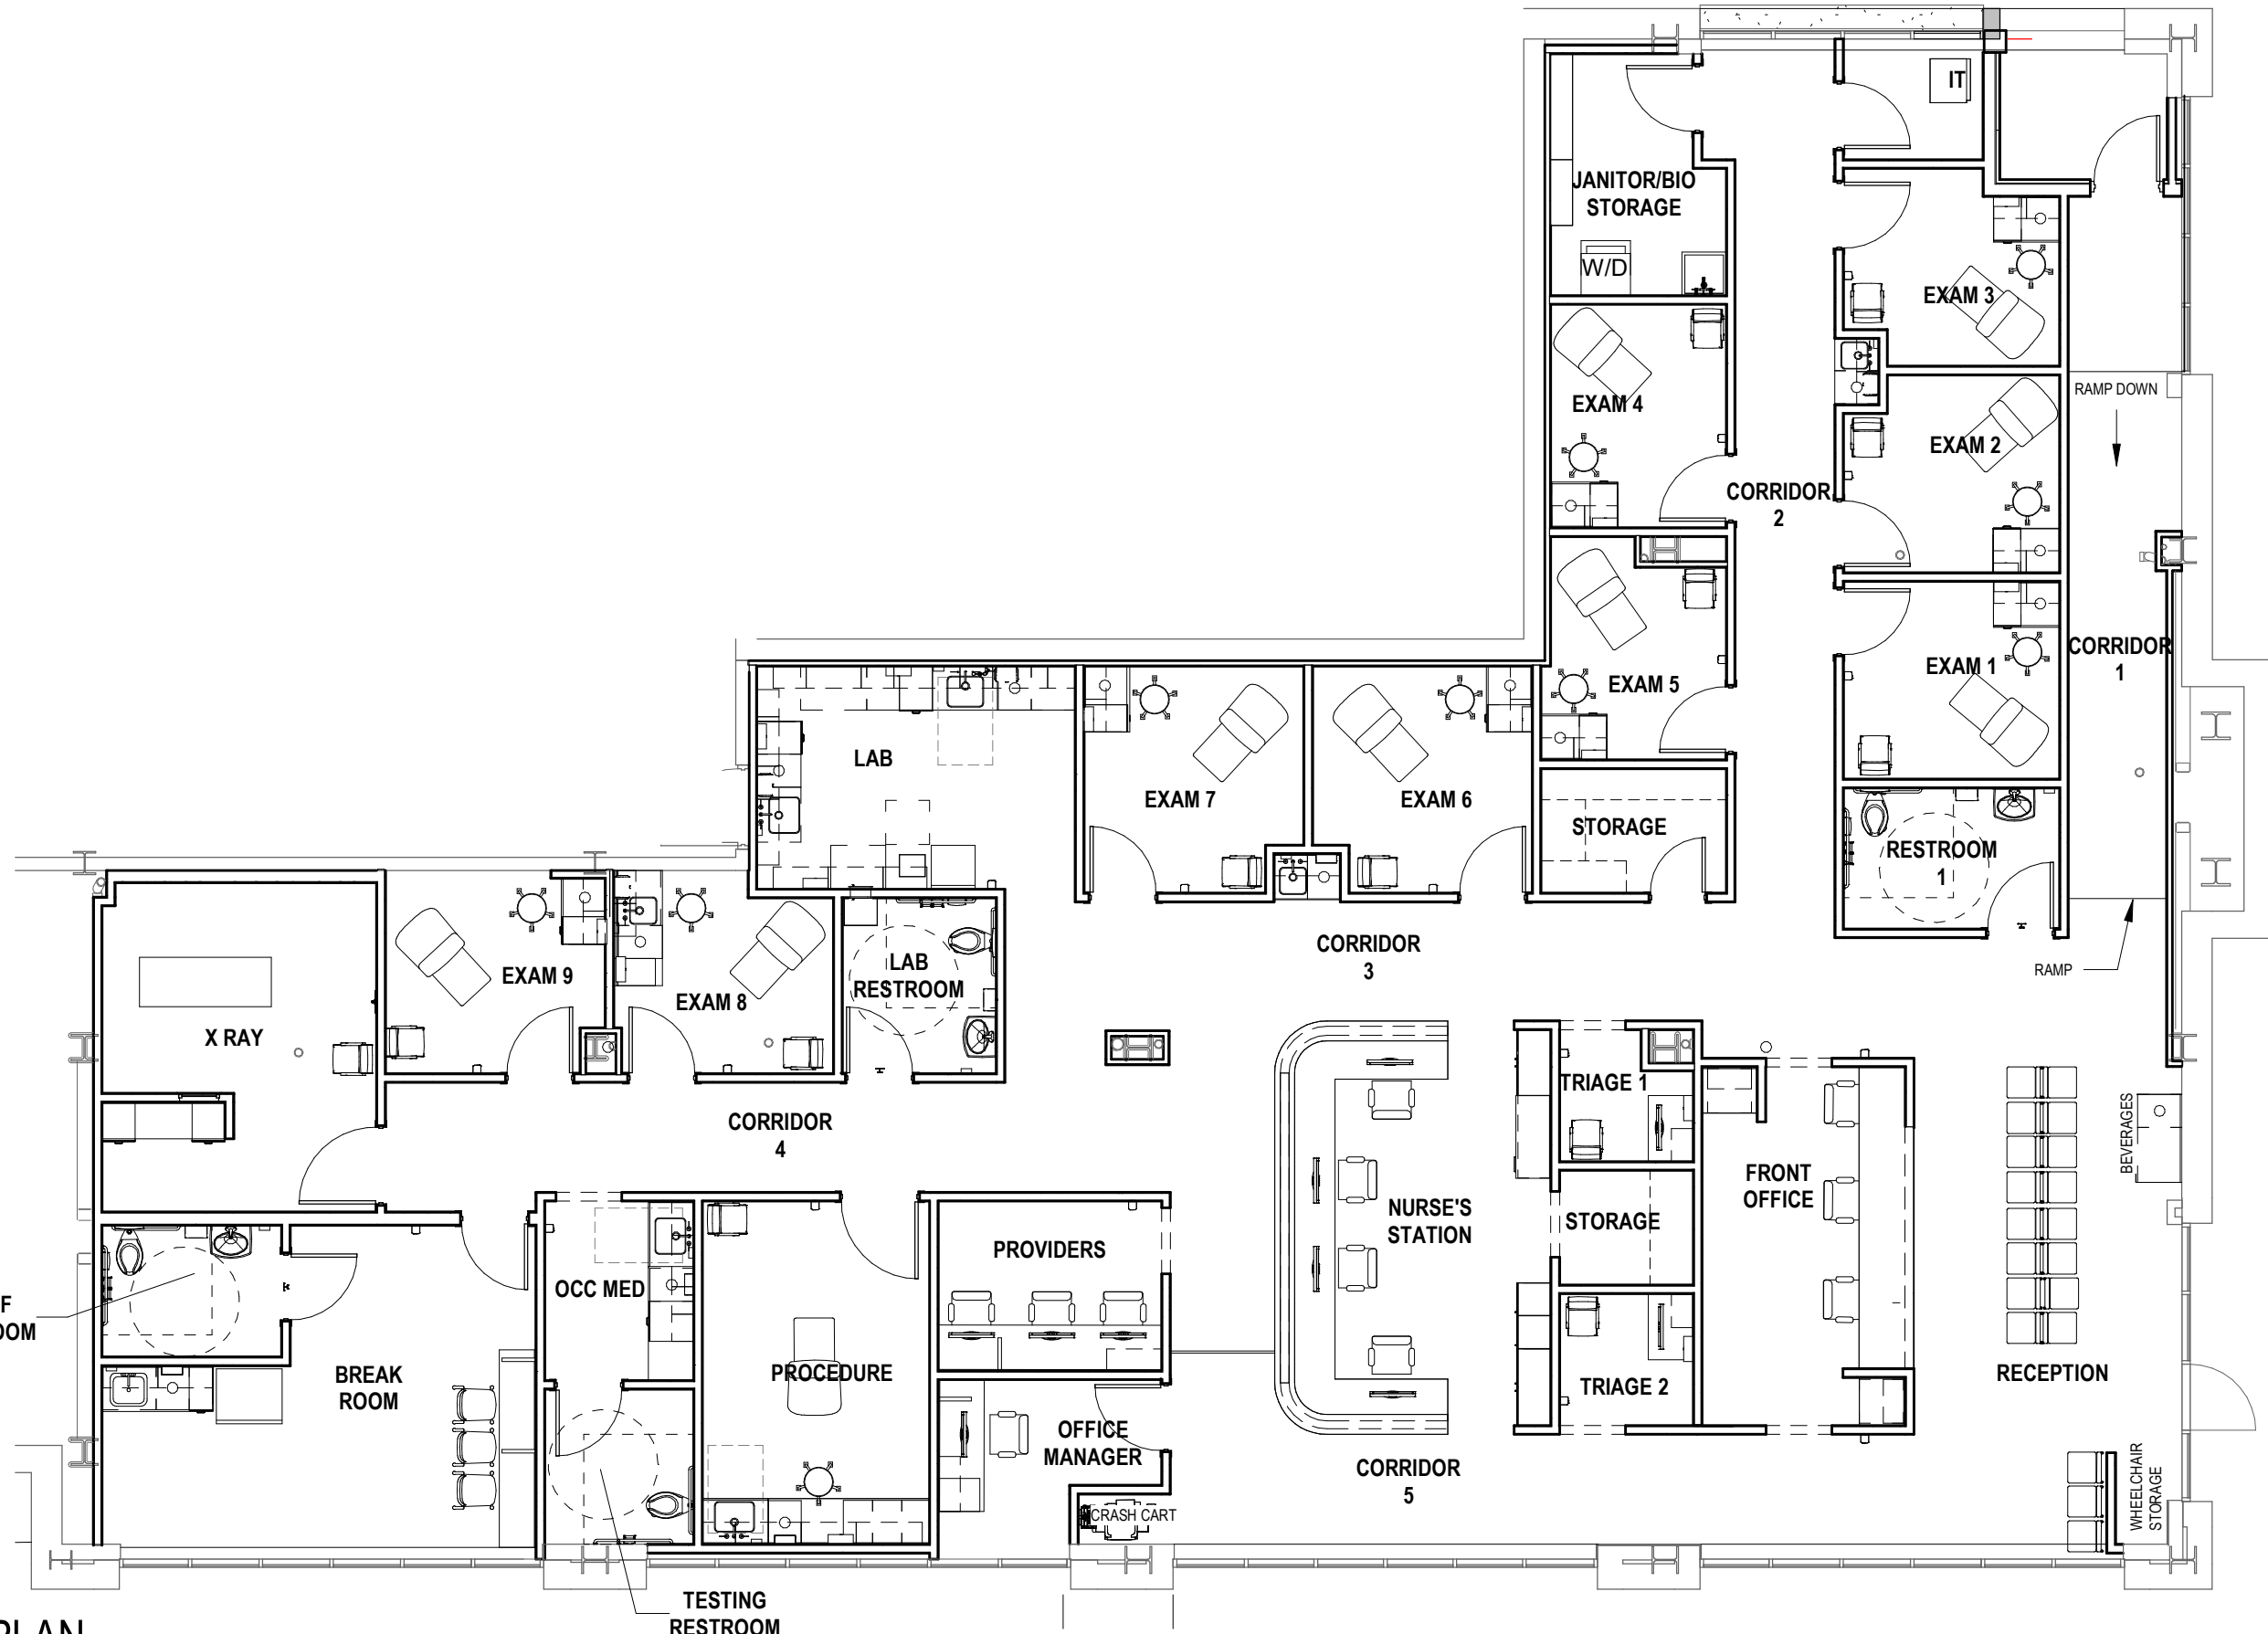 IT
JANITOR/BIO
STORAGE
W/D
EXAM 3
EXAM 4
RAMP DOWN
EXAM 2
CORRIDOR
2
EXAM 1
CORRIDOR
1
EXAM 5
LAB
EXAM 7
EXAM 6
STORAGE
RESTROOM
1
CORRIDOR
3
RAMP
LAB
RESTROOM
EXAM 9
EXAM 8
X RAY
TRIAGE 1
CORRIDOR
4
BEVERAGES
FRONT
OFFICE
NURSE'S
STATION
STORAGE
PROVIDERS
OCC MED
F
OOM
BREAK
ROOM
PROCEDURE
TRIAGE 2
RECEPTION
OFFICE
MANAGER
CORRIDOR
5
WHEELCHAIR
STORAGE
CRASH CART
TESTING
RESTROOM
PLAN